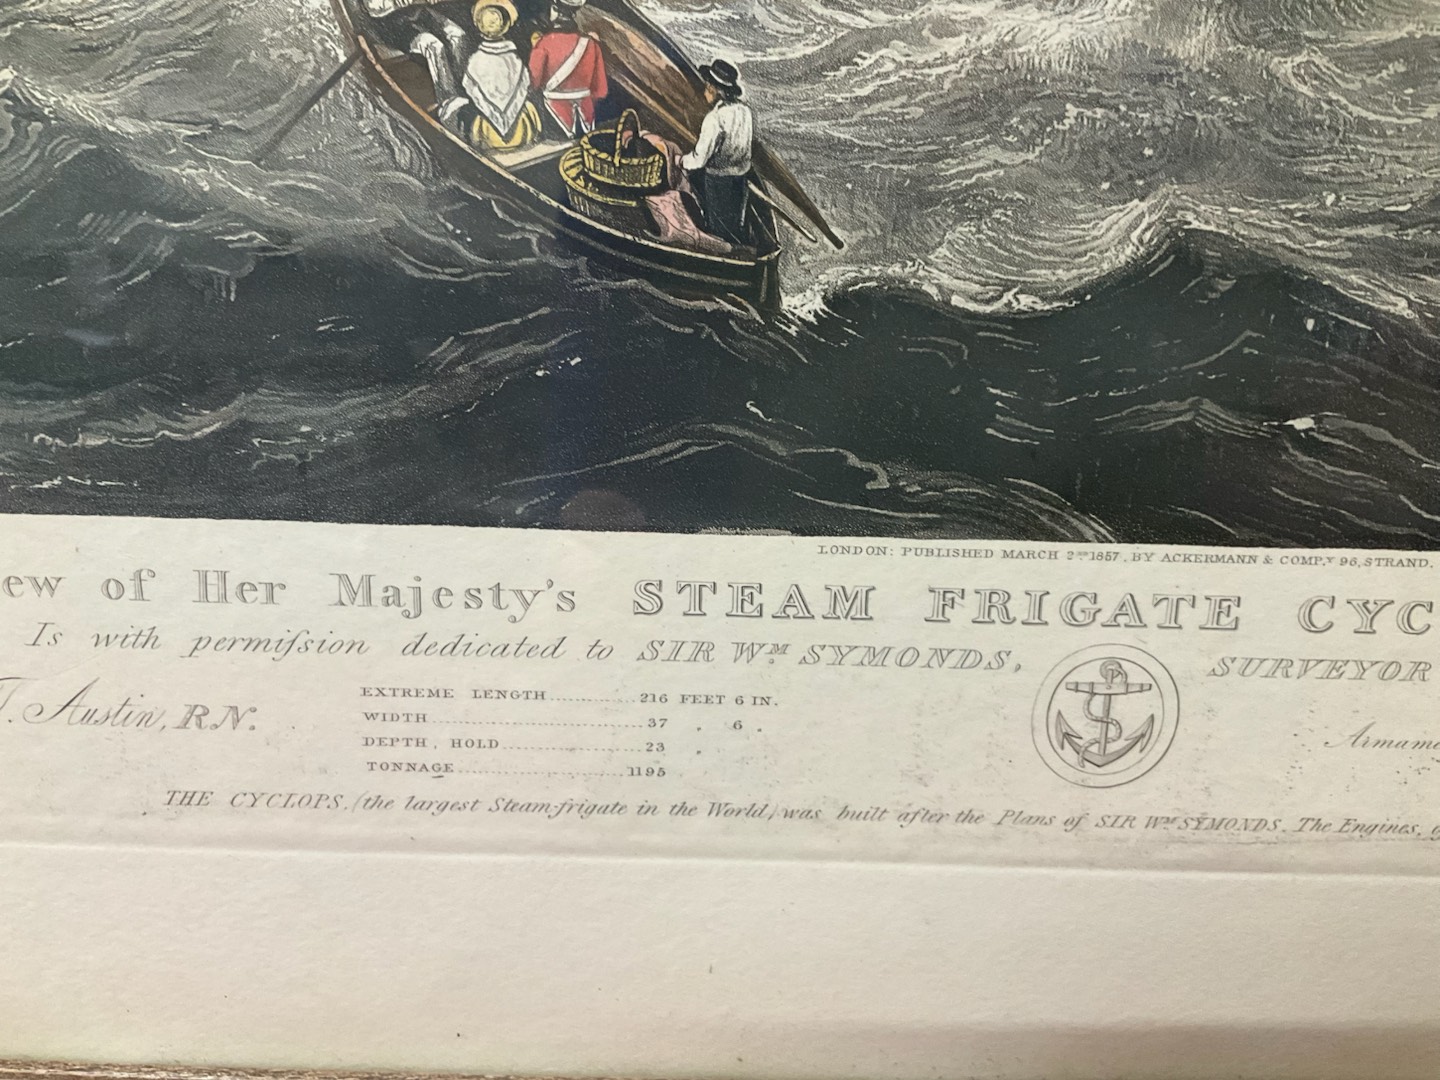 LONDON: PUBLISHED MARCH 2ND 1857. BY ACKERMANN & COMPY 96, STRAND.
ew of Her Majesty's STEAM FRIGATE CYC
Is with permiſsion dedicated to SIR WM SYMONDS, SURVEYOR
T. Austin, R.N.
EXTREME LENGTH............216 FEET 6 IN.
WIDTH..............................37 „ 6 „
DEPTH, HOLD....................23 „
TONNAGE........................1195
Armame
THE CYCLOPS, (the largest Steam-frigate in the World) was built after the Plans of SIR WM SYMONDS. The Engines, of